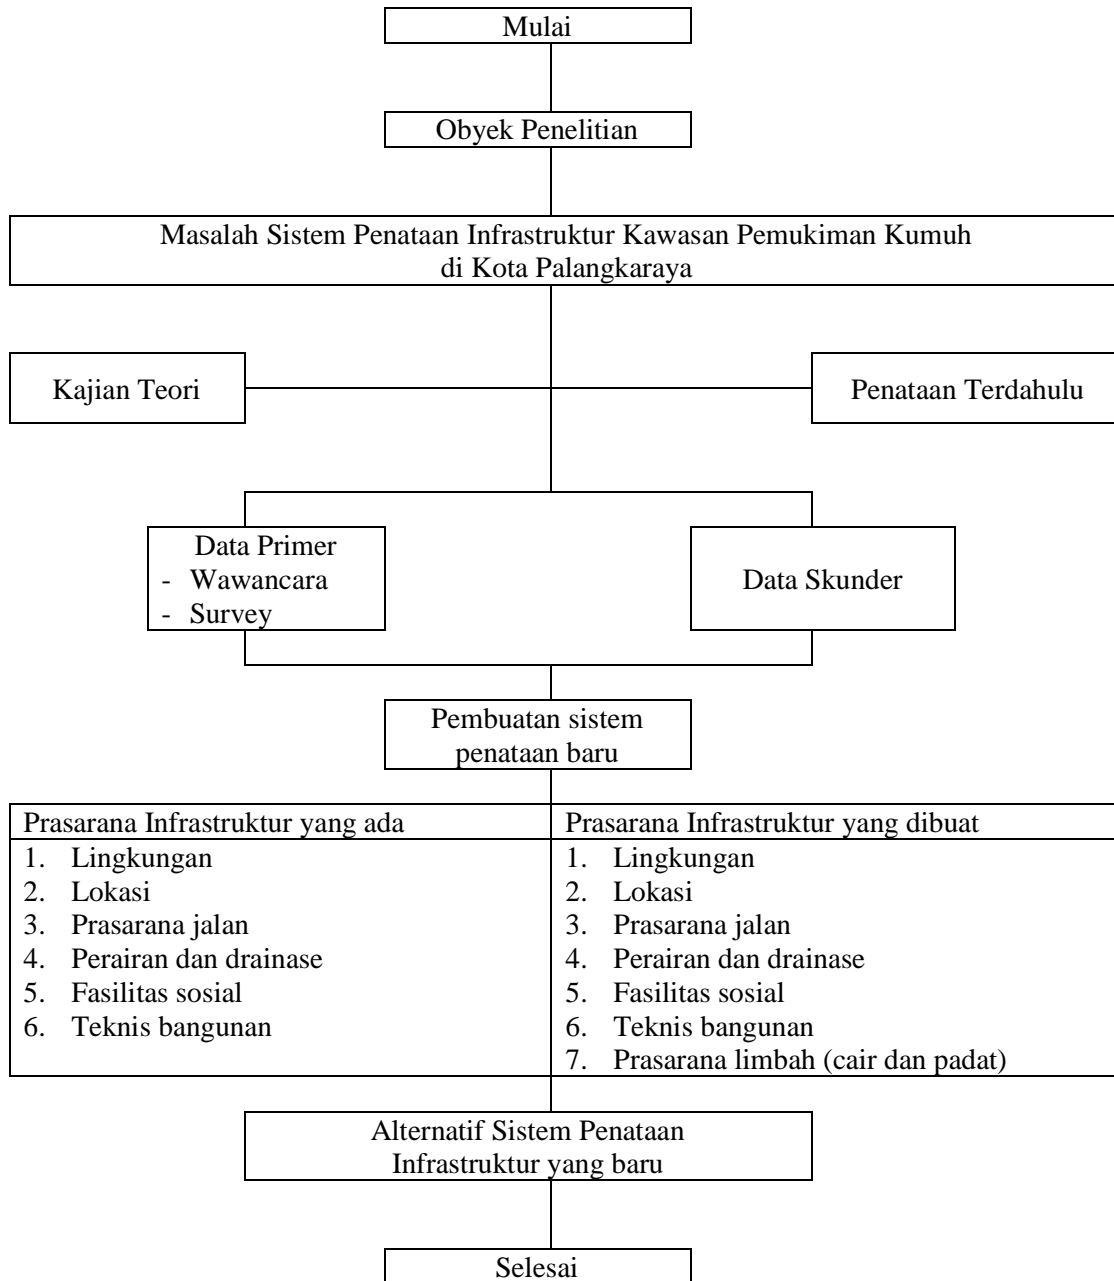 Mulai
Obyek Penelitian
Masalah Sistem Penataan Infrastruktur Kawasan Pemukiman Kumuh
di Kota Palangkaraya
Kajian Teori
Penataan Terdahulu
Data Primer
- Wawancara
- Survey
Data Skunder
Pembuatan sistem
penataan baru
Prasarana Infrastruktur yang ada
1. Lingkungan
2. Lokasi
3. Prasarana jalan
4. Perairan dan drainase
5. Fasilitas sosial
6. Teknis bangunan
Prasarana Infrastruktur yang dibuat
1. Lingkungan
2. Lokasi
3. Prasarana jalan
4. Perairan dan drainase
5. Fasilitas sosial
6. Teknis bangunan
7. Prasarana limbah (cair dan padat)
Alternatif Sistem Penataan
Infrastruktur yang baru
Selesai